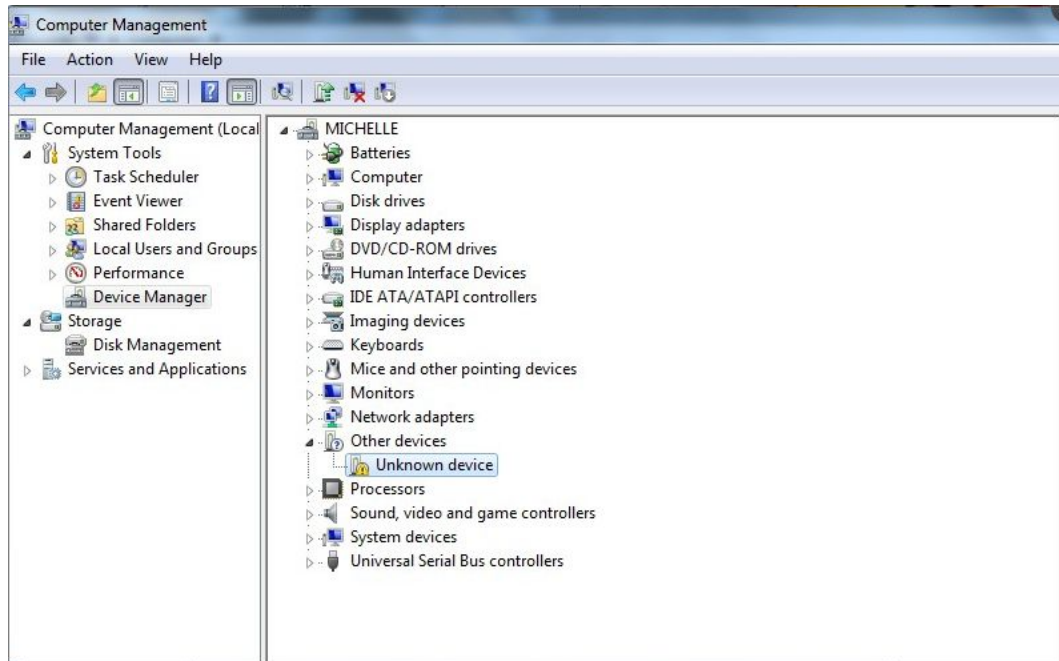 Computer Management
File Action View Help
Computer Management (Local
System Tools
Task Scheduler
Event Viewer
Shared Folders
Local Users and Groups
Performance
Device Manager
Storage
Disk Management
Services and Applications
MICHELLE
Batteries
Computer
Disk drives
Display adapters
DVD/CD-ROM drives
Human Interface Devices
IDE ATA/ATAPI controllers
Imaging devices
Keyboards
Mice and other pointing devices
Monitors
Network adapters
Other devices
Unknown device
Processors
Sound, video and game controllers
System devices
Universal Serial Bus controllers